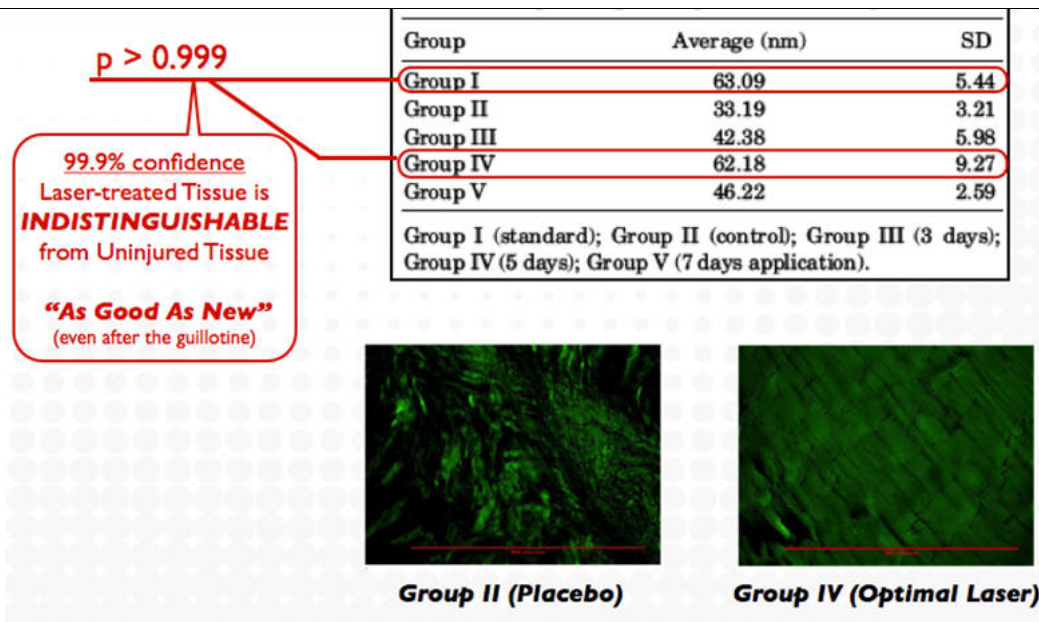 p > 0.999
99.9% confidence
Laser-treated Tissue is
INDISTINGUISHABLE
from Uninjured Tissue
“As Good As New”
(even after the guillotine)
Group Average (nm) SD
Group I 63.09 5.44
Group II 33.19 3.21
Group III 42.38 5.98
Group IV 62.18 9.27
Group V 46.22 2.59
Group I (standard); Group II (control); Group III (3 days);
Group IV (5 days); Group V (7 days application).
Group II (Placebo)
Group IV (Optimal Laser)